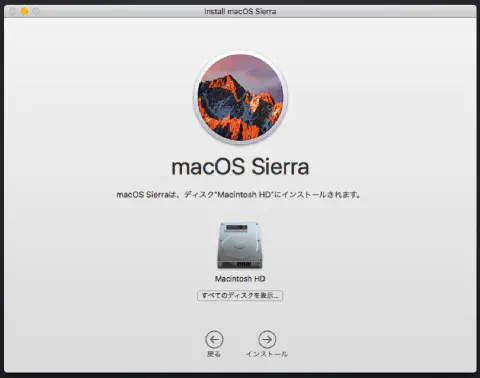 Install macOS Sierra
macOS Sierra
macOS Sierraは、ディスク"Macintosh HD"にインストールされます。
Macintosh HD
すべてのディスクを表示...
戻る
インストール